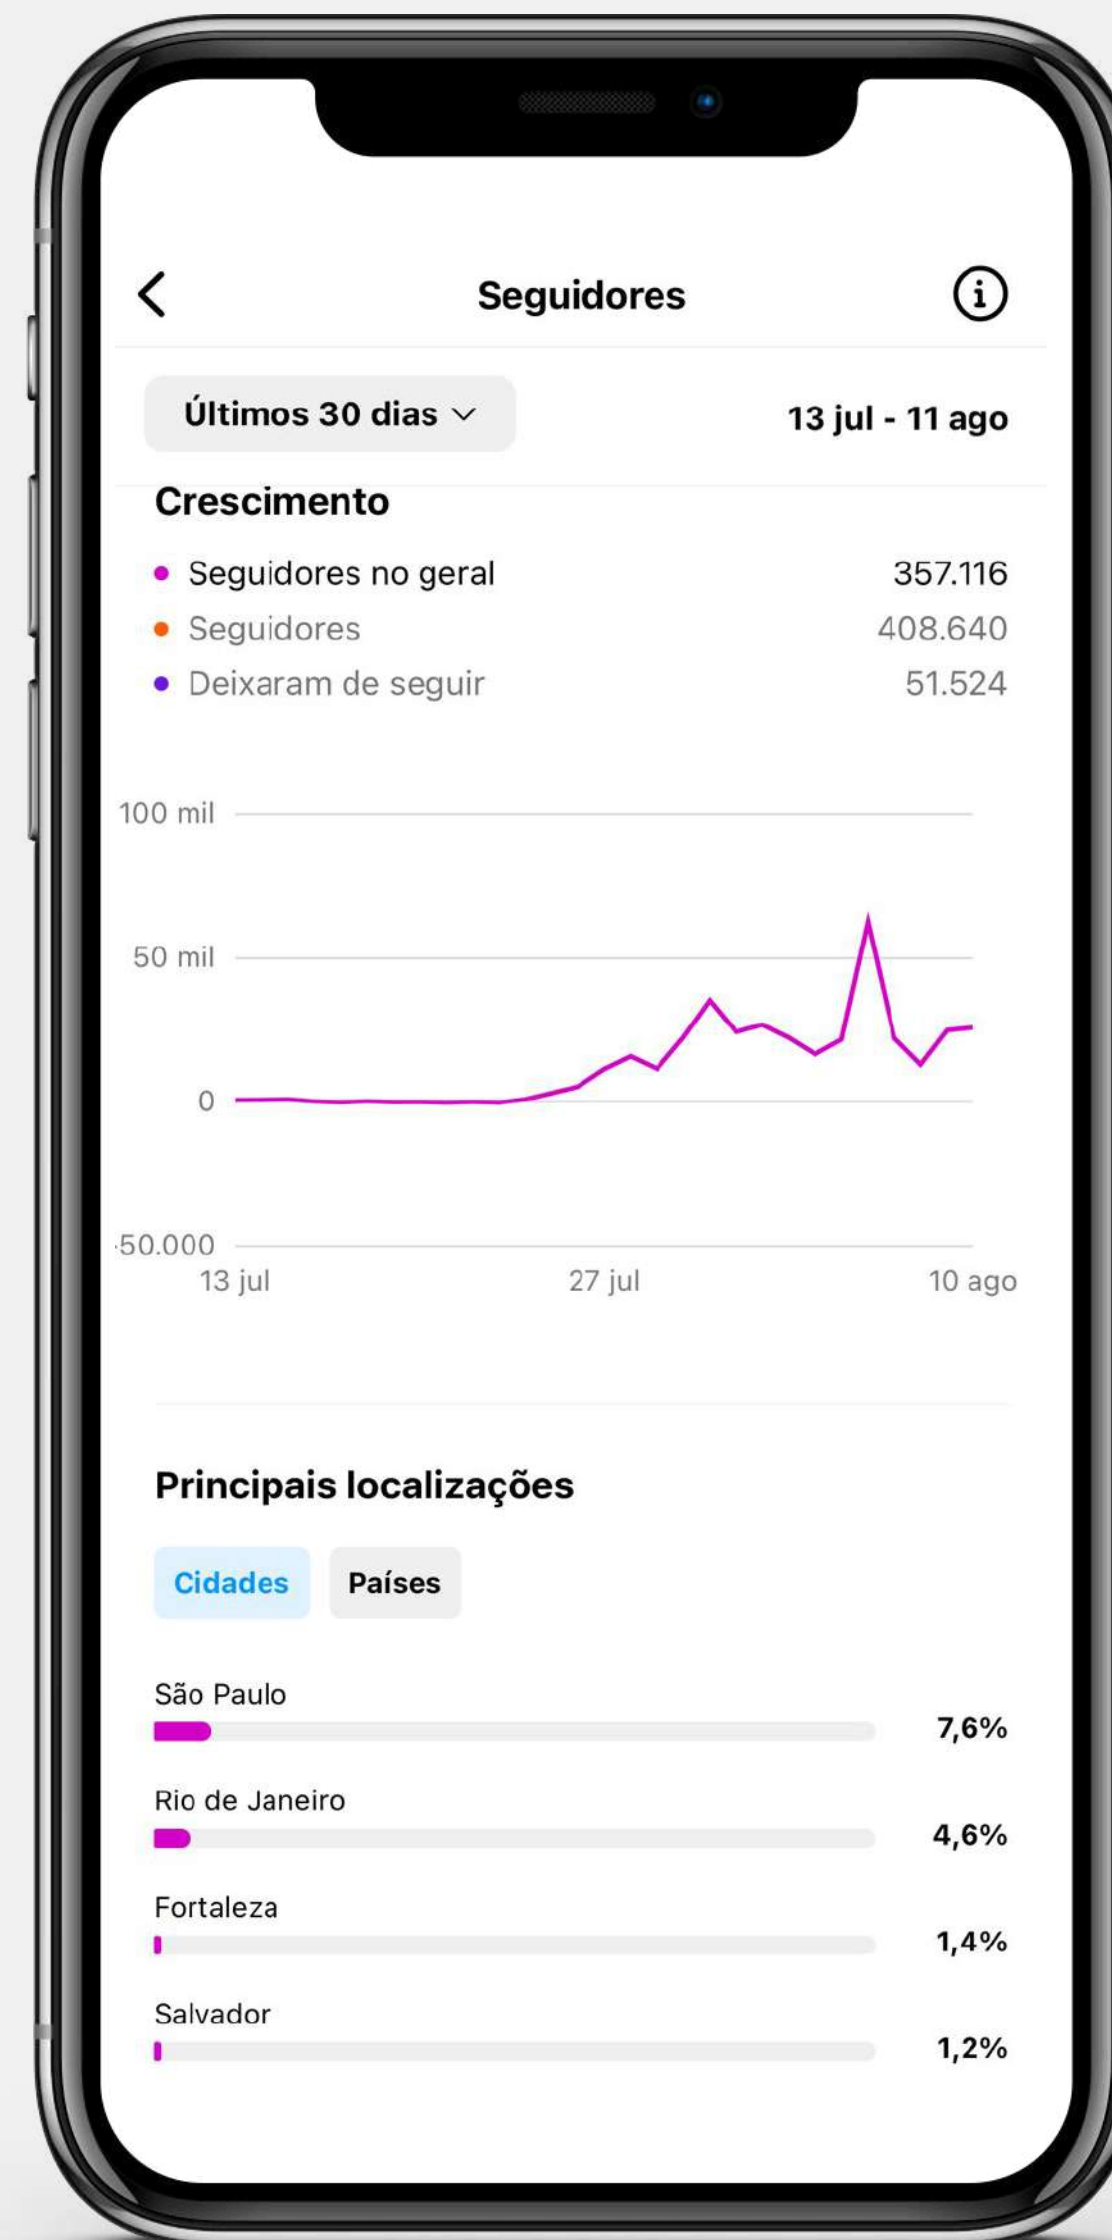 Seguidores
Últimos 30 dias
13 jul - 11 ago
Crescimento
Seguidores no geral 357.116
Seguidores 408.640
Deixaram de seguir 51.524
100 mil
50 mil
0
-50.000
13 jul 27 jul 10 ago
Principais localizações
Cidades Países
São Paulo
7,6%
Rio de Janeiro
4,6%
Fortaleza
1,4%
Salvador
1,2%